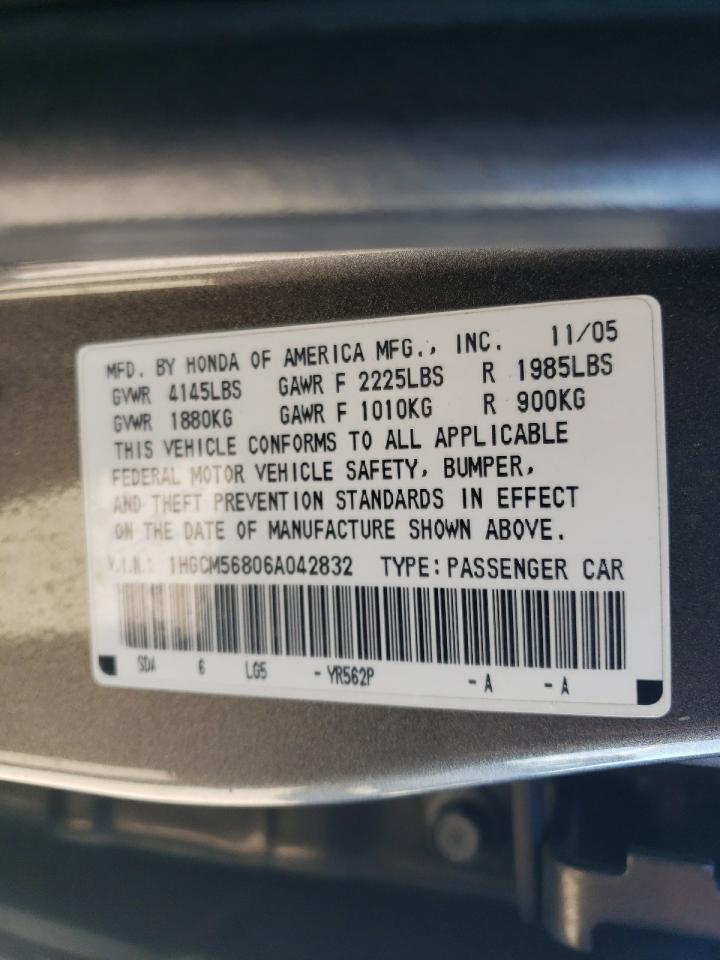 MFD. BY HONDA OF AMERICA MFG., INC. 11/05
GVWR 4145LBS GAWR F 2225LBS R 1985LBS
GVWR 1880KG GAWR F 1010KG R 900KG
THIS VEHICLE CONFORMS TO ALL APPLICABLE
FEDERAL MOTOR VEHICLE SAFETY, BUMPER,
AND THEFT PREVENTION STANDARDS IN EFFECT
ON THE DATE OF MANUFACTURE SHOWN ABOVE.
V.I.N.: 1HGCM56806A042832 TYPE: PASSENGER CAR
SDA 6 LG5 - YR562P - A - A